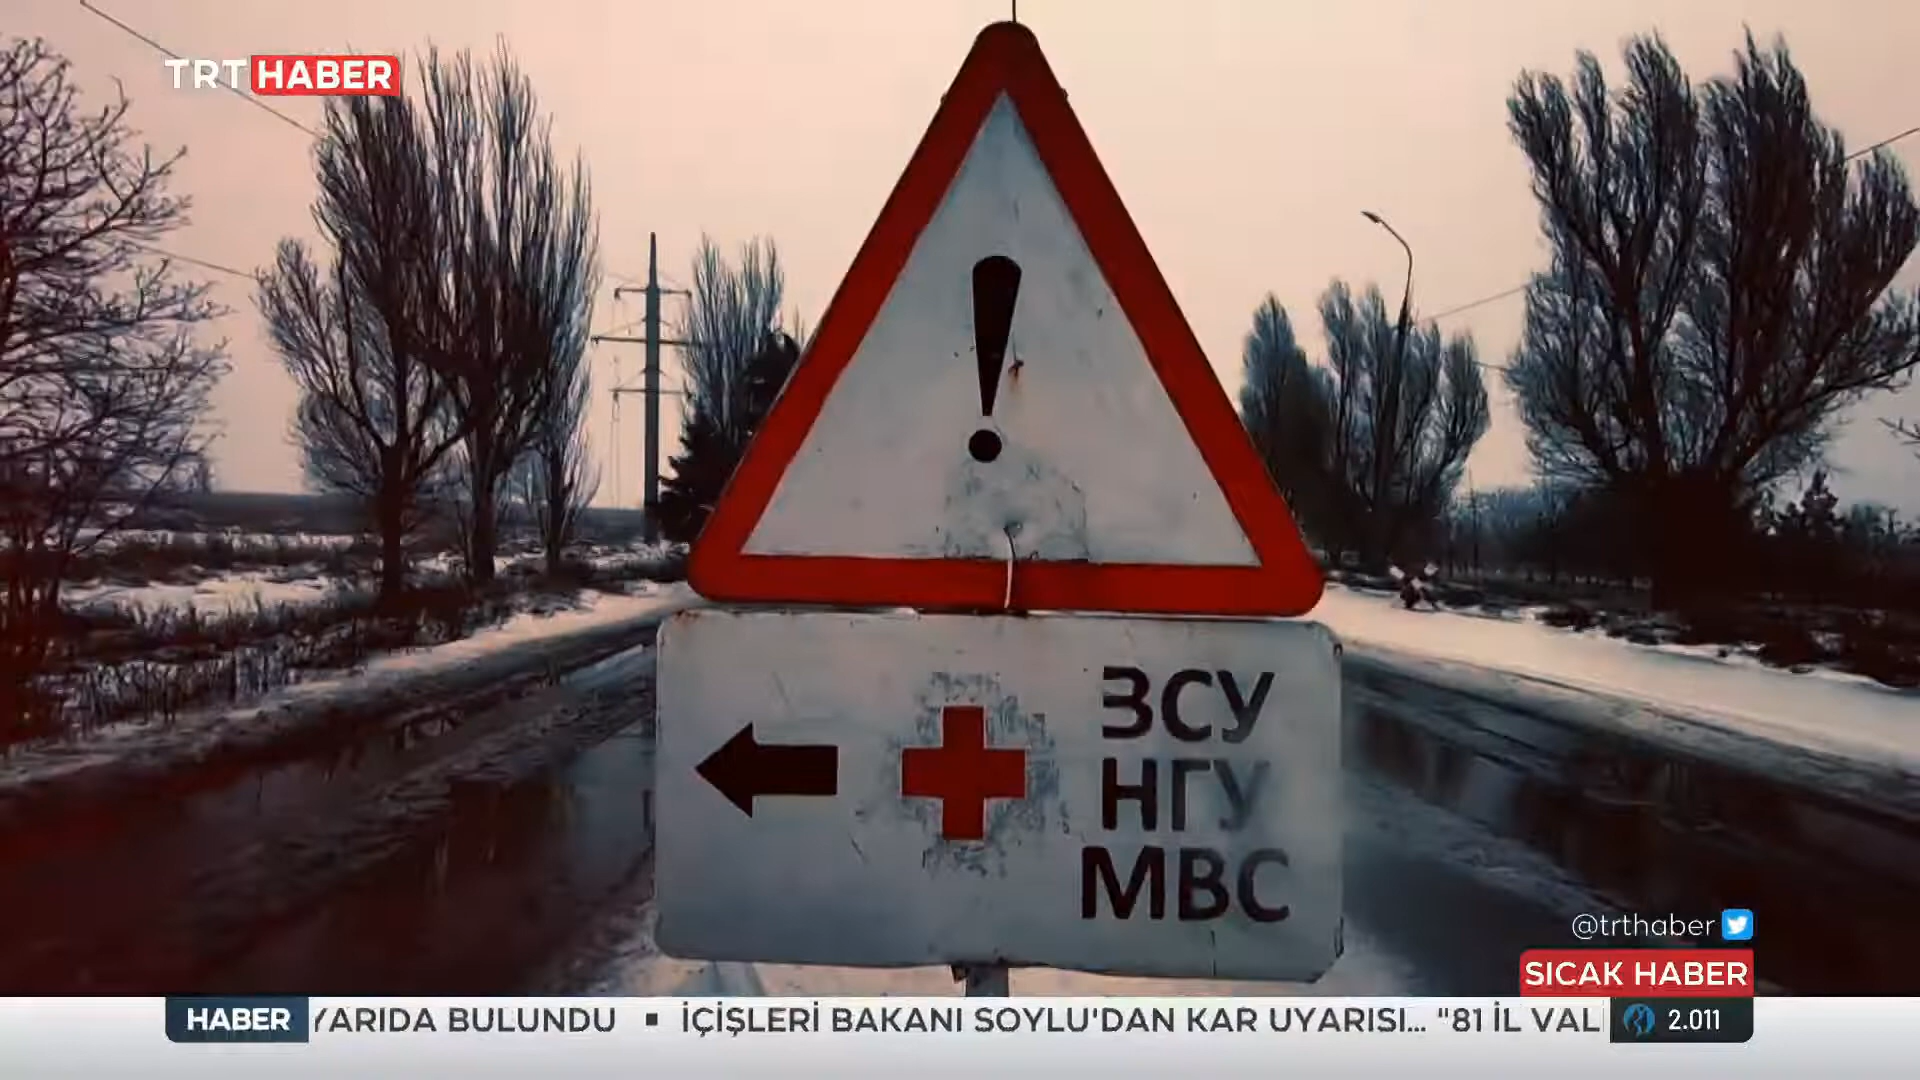 TRT HABER
!
ЗСУ
НГУ
МВС
@trthaber
SICAK HABER
HABER YARIDA BULUNDU ▪ İÇİŞLERİ BAKANI SOYLU'DAN KAR UYARISI... "81 İL VAL
2.011